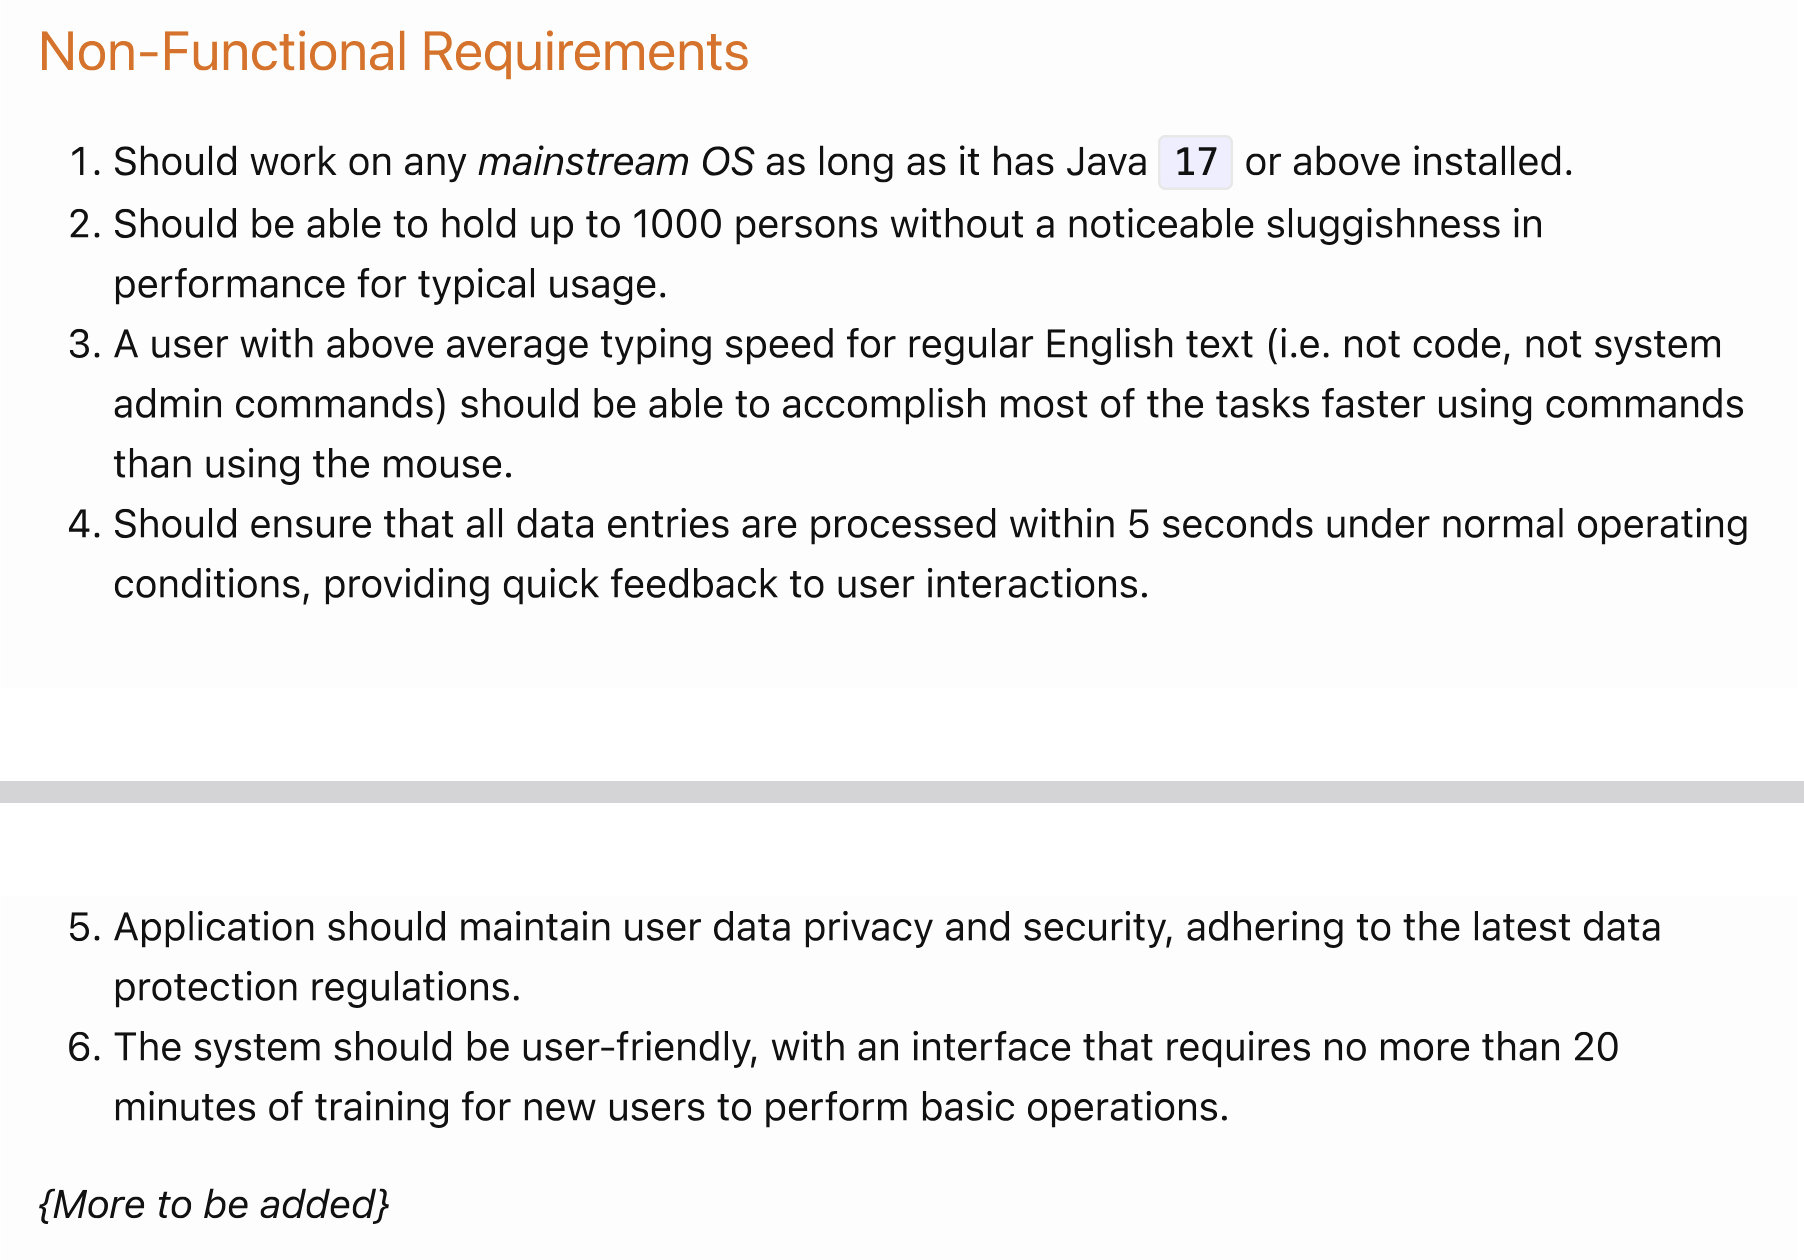 Non-Functional Requirements
1. Should work on any mainstream OS as long as it has Java 17 or above installed.
2. Should be able to hold up to 1000 persons without a noticeable sluggishness in
performance for typical usage.
3. A user with above average typing speed for regular English text (i.e. not code, not system
admin commands) should be able to accomplish most of the tasks faster using commands
than using the mouse.
4. Should ensure that all data entries are processed within 5 seconds under normal operating
conditions, providing quick feedback to user interactions.
5. Application should maintain user data privacy and security, adhering to the latest data
protection regulations.
6. The system should be user-friendly, with an interface that requires no more than 20
minutes of training for new users to perform basic operations.
{More to be added}